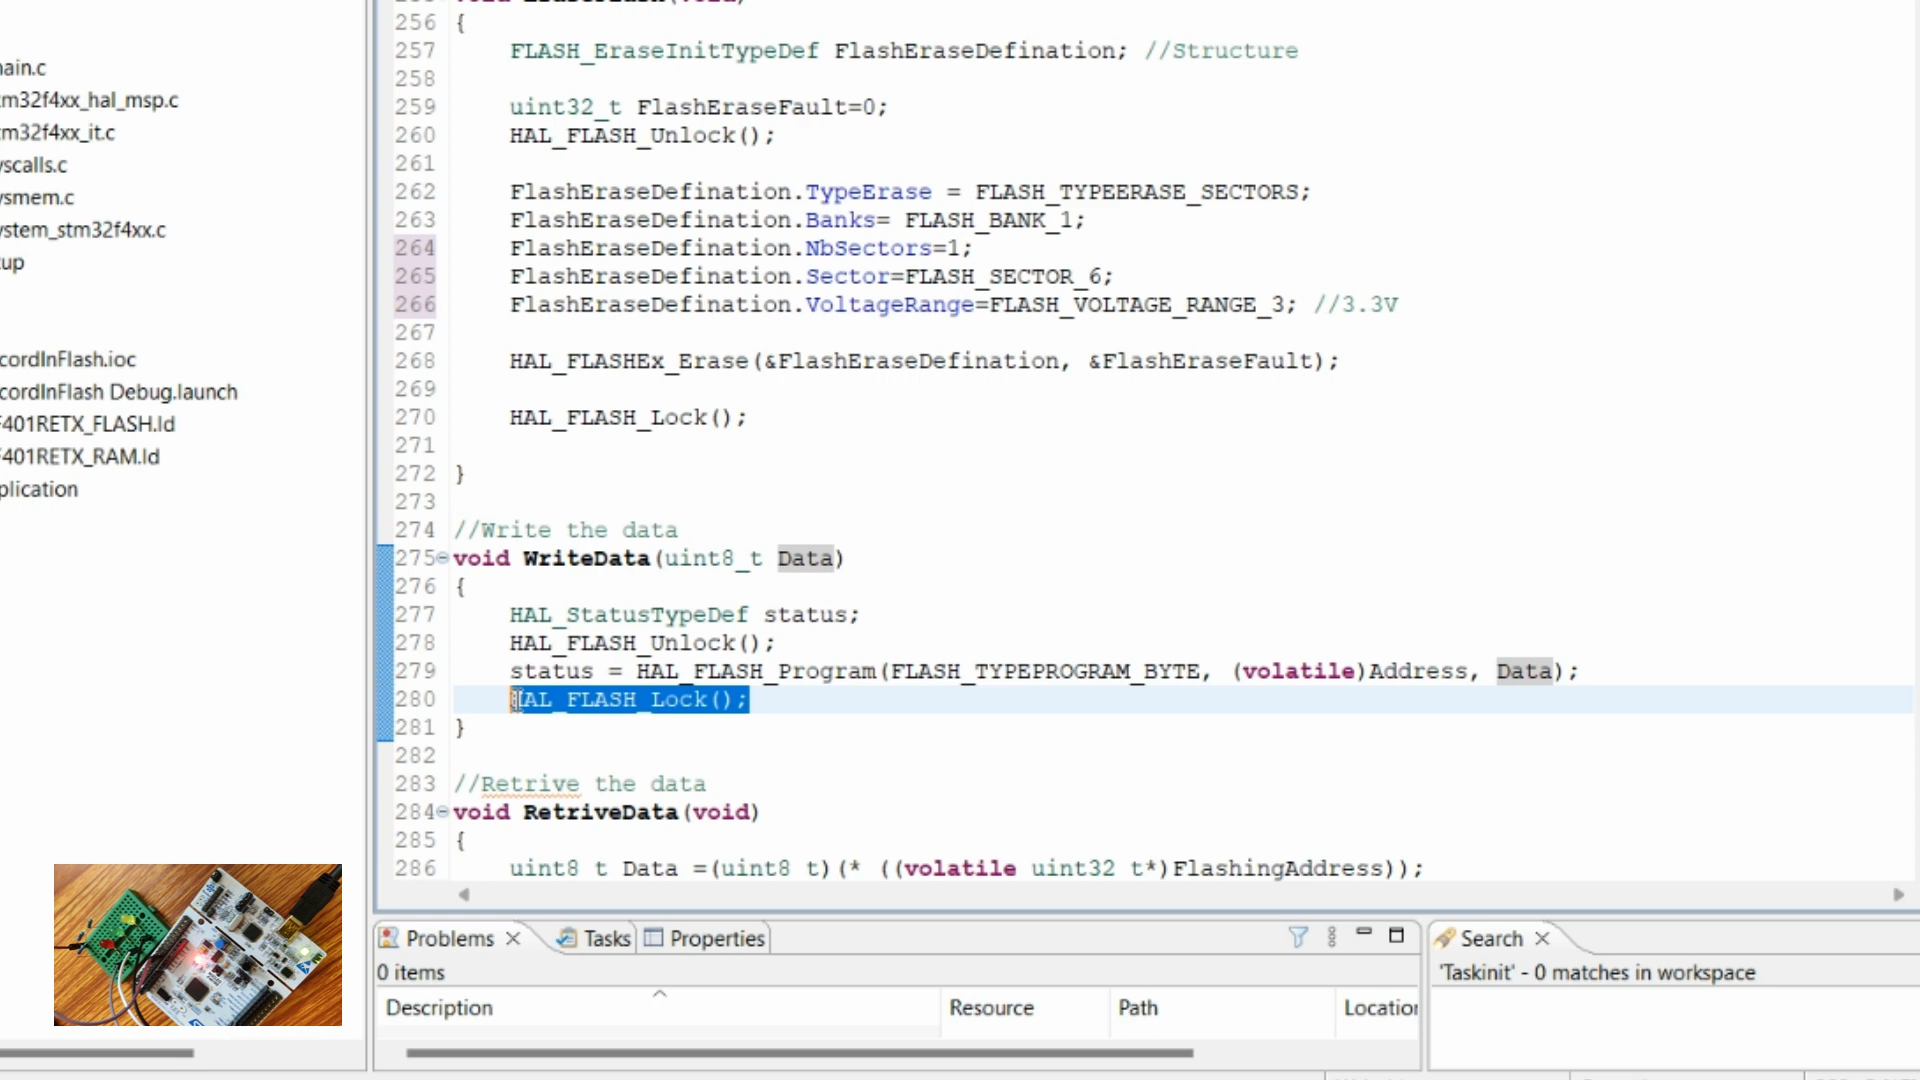 ain.c
m32f4xx_hal_msp.c
m32f4xx_it.c
yscalls.c
ysmem.c
ystem_stm32f4xx.c
up
cordInFlash.ioc
cordInFlash Debug.launch
F401RETX_FLASH.ld
F401RETX_RAM.ld
plication
256 {
257 FLASH_EraseInitTypeDef FlashEraseDefination; //Structure
258
259 uint32_t FlashEraseFault=0;
260 HAL_FLASH_Unlock();
261
262 FlashEraseDefination.TypeErase = FLASH_TYPEERASE_SECTORS;
263 FlashEraseDefination.Banks= FLASH_BANK_1;
264 FlashEraseDefination.NbSectors=1;
265 FlashEraseDefination.Sector=FLASH_SECTOR_6;
266 FlashEraseDefination.VoltageRange=FLASH_VOLTAGE_RANGE_3; //3.3V
267
268 HAL_FLASHEx_Erase(&FlashEraseDefination, &FlashEraseFault);
269
270 HAL_FLASH_Lock();
271
272 }
273
274 //Write the data
275 void WriteData(uint8_t Data)
276 {
277 HAL_StatusTypeDef status;
278 HAL_FLASH_Unlock();
279 status = HAL_FLASH_Program(FLASH_TYPEPROGRAM_BYTE, (volatile)Address, Data);
280 HAL_FLASH_Lock();
281 }
282
283 //Retrive the data
284 void RetriveData(void)
285 {
286 uint8_t Data =(uint8_t)(* ((volatile uint32_t*)FlashingAddress));
Problems Tasks Properties
0 items
Description Resource Path Location
Search
'Taskinit' - 0 matches in workspace